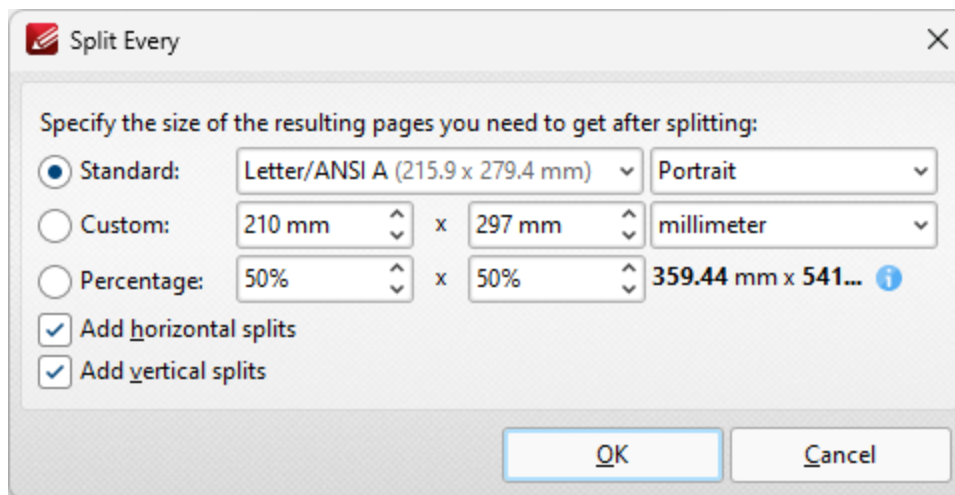 Split Every
Specify the size of the resulting pages you need to get after splitting:
Standard: Letter/ANSI A (215.9 x 279.4 mm) Portrait
Custom: 210 mm x 297 mm millimeter
Percentage: 50% x 50% 359.44 mm x 541...
Add horizontal splits
Add vertical splits
OK Cancel